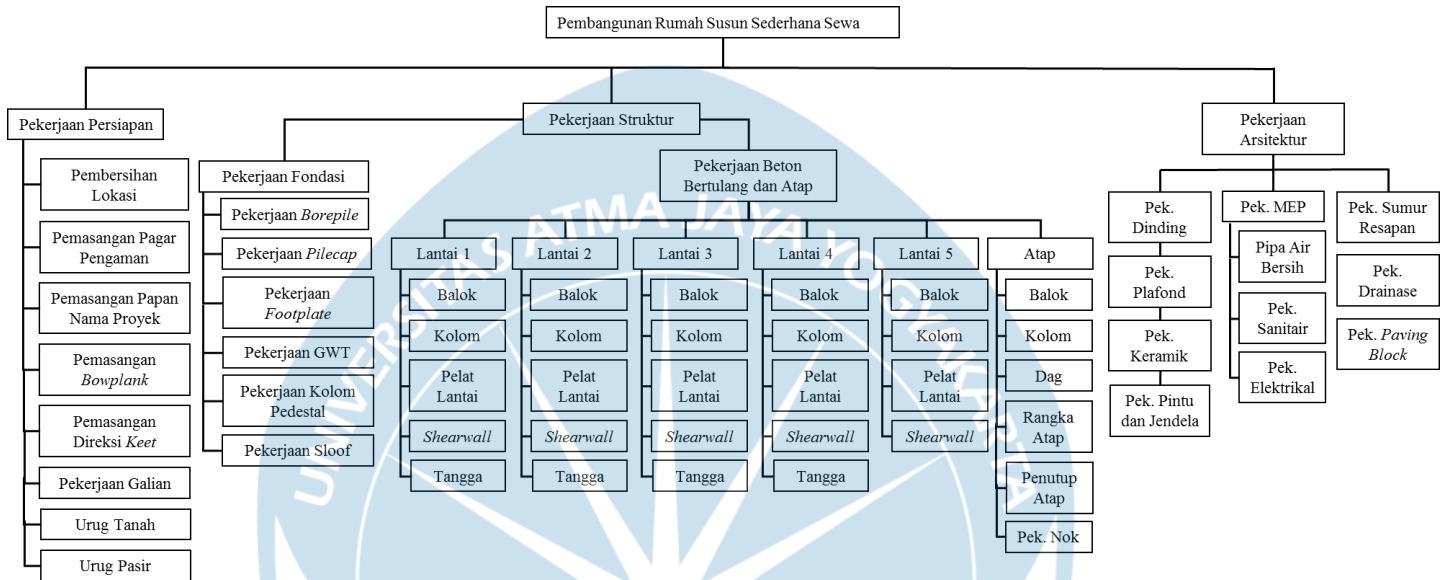 Pembangunan Rumah Susun Sederhana Sewa
Pekerjaan Persiapan
Pembersihan
Lokasi
Pemasangan Pagar
Pengaman
Pemasangan Papan
Nama Proyek
Pemasangan
Bowplank
Pemasangan
Direksi Keet
Pekerjaan Galian
Urug Tanah
Urug Pasir
Pekerjaan Struktur
Pekerjaan Fondasi
Pekerjaan Borepile
Pekerjaan Pilecap
Pekerjaan
Footplate
Pekerjaan GWT
Pekerjaan Kolom
Pedestal
Pekerjaan Sloof
Pekerjaan Beton
Bertulang dan Atap
Lantai 1
Balok
Kolom
Pelat
Lantai
Shearwall
Tangga
Lantai 2
Balok
Kolom
Pelat
Lantai
Shearwall
Tangga
Lantai 3
Balok
Kolom
Pelat
Lantai
Shearwall
Tangga
Lantai 4
Balok
Kolom
Pelat
Lantai
Shearwall
Tangga
Lantai 5
Balok
Kolom
Pelat
Lantai
Shearwall
Atap
Balok
Kolom
Dag
Rangka
Atap
Penutup
Atap
Pek. Nok
Pekerjaan
Arsitektur
Pek.
Dinding
Pek.
Plafond
Pek.
Keramik
Pek. Pintu
dan Jendela
Pek. MEP
Pipa Air
Bersih
Pek.
Sanitair
Pek.
Elektrikal
Pek. Sumur
Resapan
Pek.
Drainase
Pek. Paving
Block
UNIVERSITAS ATMA JAYA YOGYAKARTA